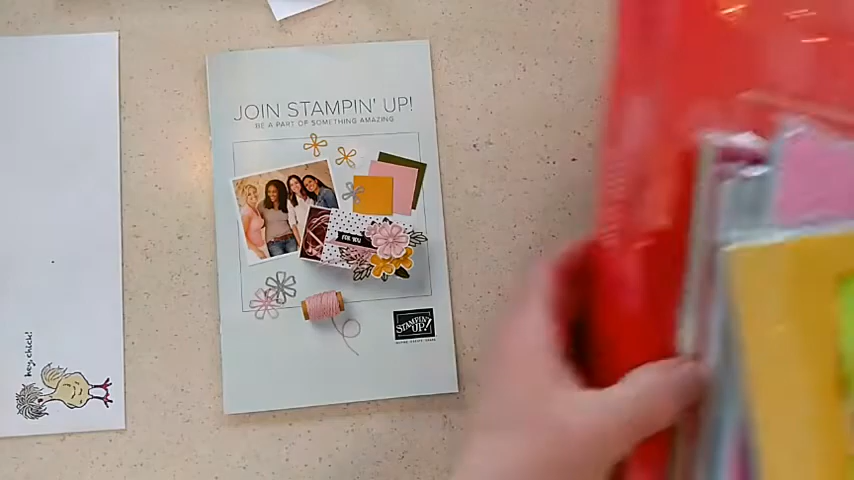 JOIN STAMPIN' UP!
BE A PART OF SOMETHING AMAZING
FOR YOU
STAMPIN' UP!
hey, chick!